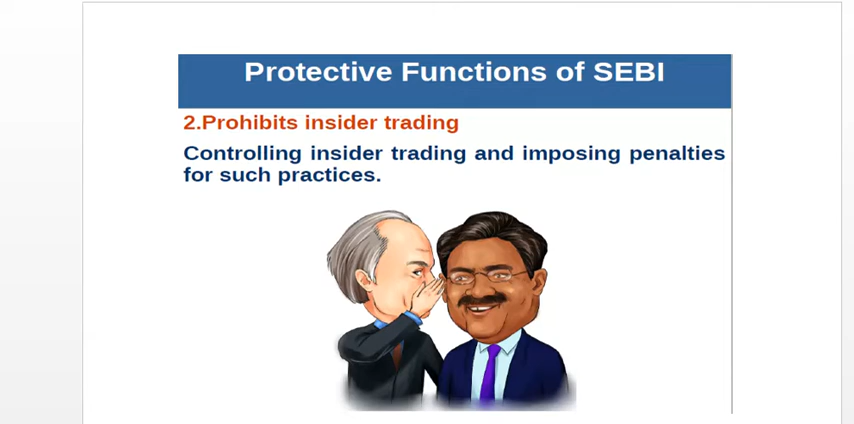 Protective Functions of SEBI
2.Prohibits insider trading
Controlling insider trading and imposing penalties
for such practices.